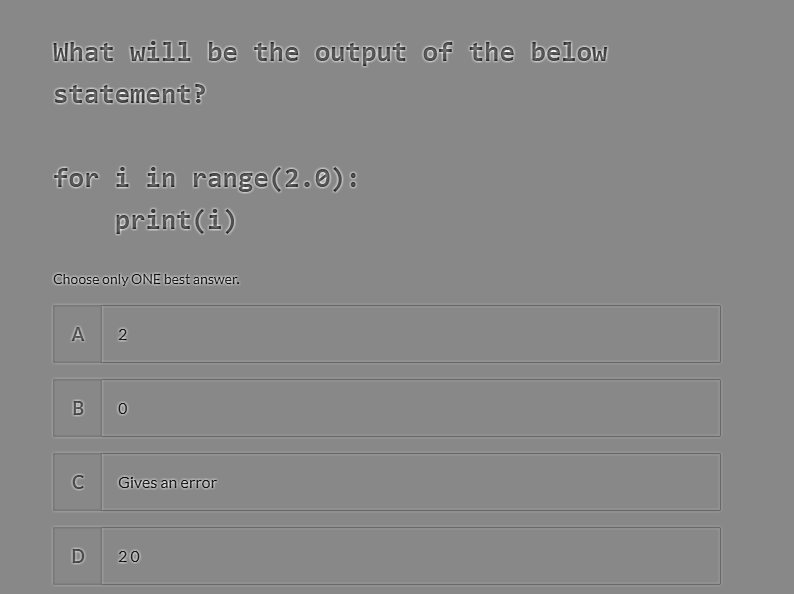 What will be the output of the below
statement?
for i in range(2.0):
    print(i)
Choose only ONE best answer.
A 2
B 0
C Gives an error
D 2 0